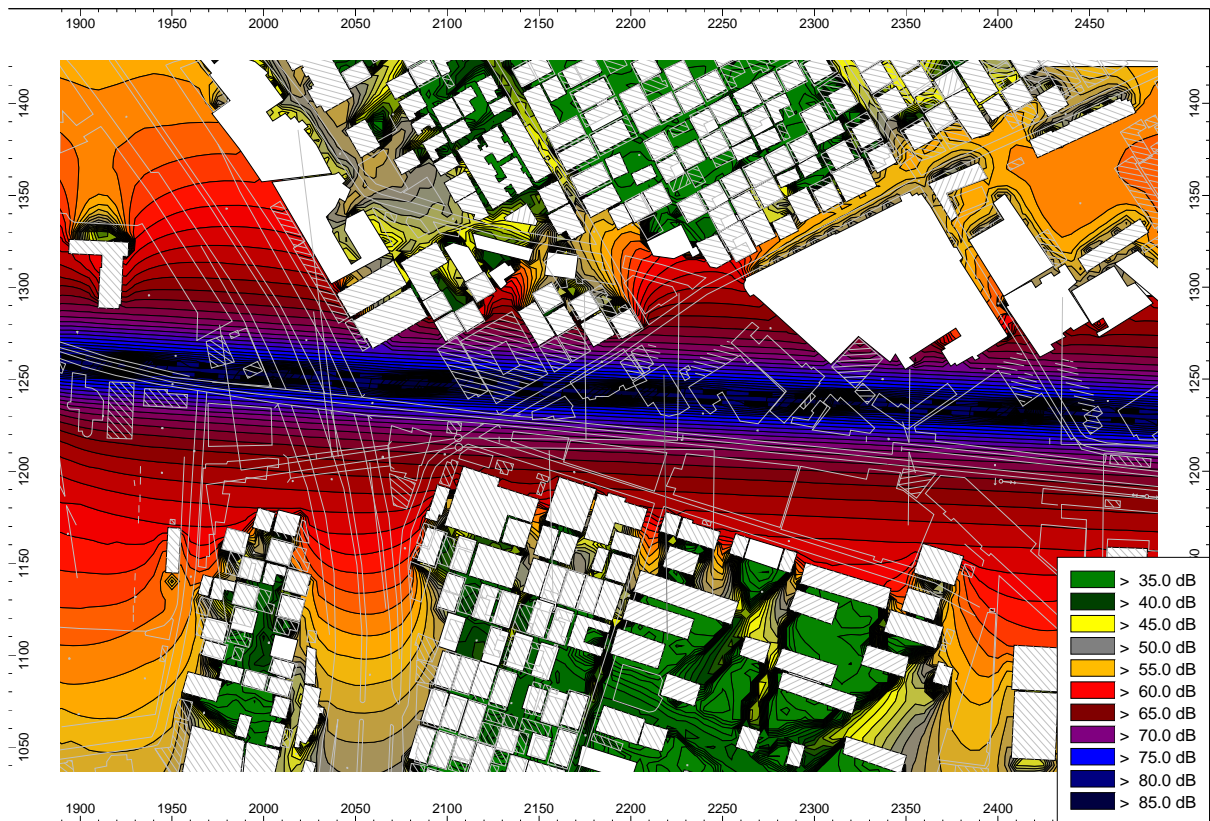 1900 1950 2000 2050 2100 2150 2200 2250 2300 2350 2400 2450
1400 1400
1350 1350
1300 1300
1250 1250
1200 1200
1150
1100
1050
> 35.0 dB
> 40.0 dB
> 45.0 dB
> 50.0 dB
> 55.0 dB
> 60.0 dB
> 65.0 dB
> 70.0 dB
> 75.0 dB
> 80.0 dB
> 85.0 dB
1900 1950 2000 2050 2100 2150 2200 2250 2300 2350 2400